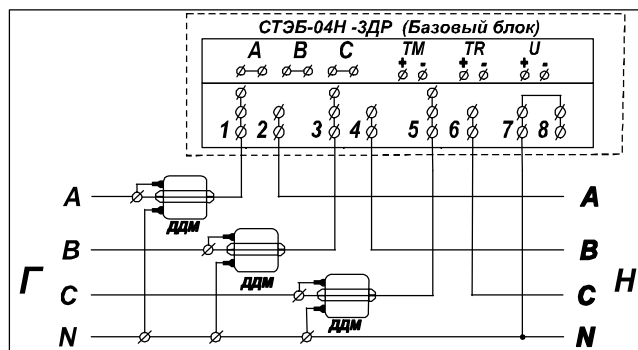 СТЭБ-04Н -3ДР (Базовый блок)
A B C TM TR U
+ - + - + -
1 2 3 4 5 6 7 8
A ДДМ A
B ДДМ B
Г Н
C ДДМ C
N N